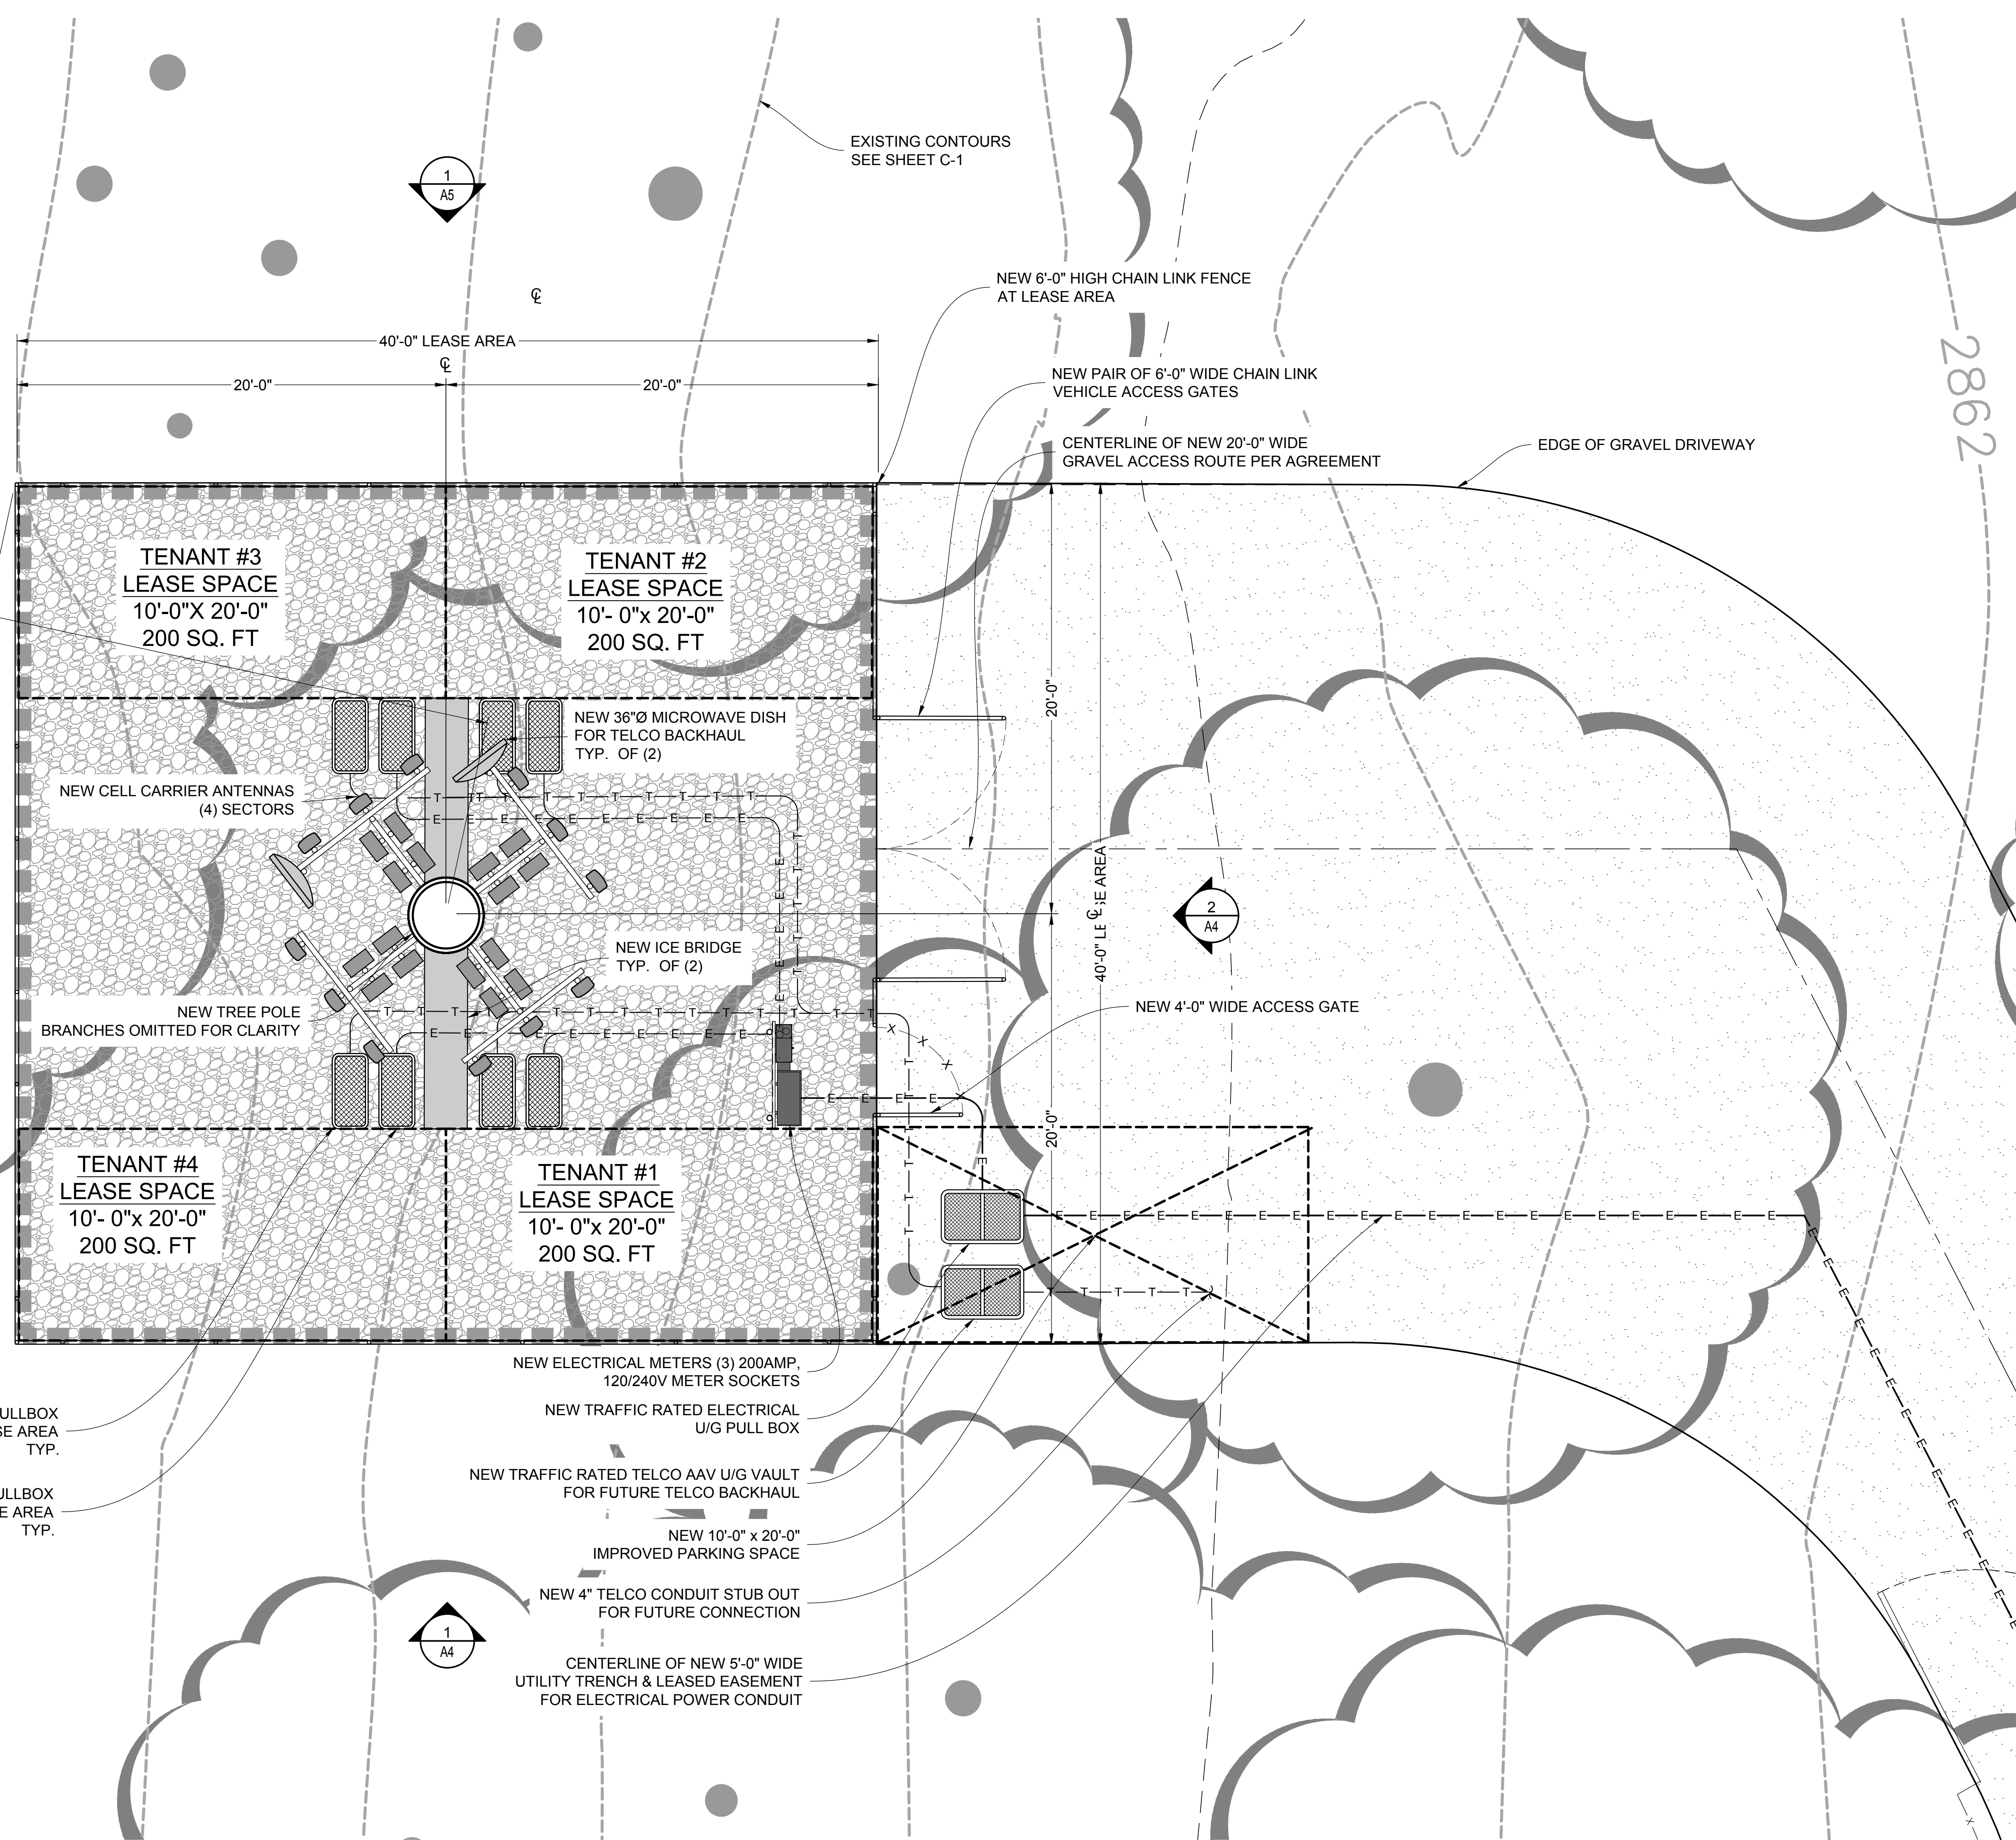 EXISTING CONTOURS
SEE SHEET C-1
1
A5
NEW 6'-0" HIGH CHAIN LINK FENCE
AT LEASE AREA
40'-0" LEASE AREA
20'-0"
20'-0"
NEW PAIR OF 6'-0" WIDE CHAIN LINK
VEHICLE ACCESS GATES
CENTERLINE OF NEW 20'-0" WIDE
GRAVEL ACCESS ROUTE PER AGREEMENT
EDGE OF GRAVEL DRIVEWAY
2862
TENANT #3
LEASE SPACE
10'-0"X 20'-0"
200 SQ. FT
TENANT #2
LEASE SPACE
10'- 0"x 20'-0"
200 SQ. FT
NEW 36"Ø MICROWAVE DISH
FOR TELCO BACKHAUL
TYP. OF (2)
NEW CELL CARRIER ANTENNAS
(4) SECTORS
20'-0"
40'-0" LEASE AREA
2
A4
NEW ICE BRIDGE
TYP. OF (2)
NEW TREE POLE
BRANCHES OMITTED FOR CLARITY
NEW 4'-0" WIDE ACCESS GATE
20'-0"
TENANT #4
LEASE SPACE
10'- 0"x 20'-0"
200 SQ. FT
TENANT #1
LEASE SPACE
10'- 0"x 20'-0"
200 SQ. FT
NEW ELECTRICAL METERS (3) 200AMP,
120/240V METER SOCKETS
NEW TRAFFIC RATED ELECTRICAL
U/G PULL BOX
ULLBOX
SE AREA
TYP.
NEW TRAFFIC RATED TELCO AAV U/G VAULT
FOR FUTURE TELCO BACKHAUL
ULLBOX
E AREA
TYP.
NEW 10'-0" x 20'-0"
IMPROVED PARKING SPACE
NEW 4" TELCO CONDUIT STUB OUT
FOR FUTURE CONNECTION
1
A4
CENTERLINE OF NEW 5'-0" WIDE
UTILITY TRENCH & LEASED EASEMENT
FOR ELECTRICAL POWER CONDUIT